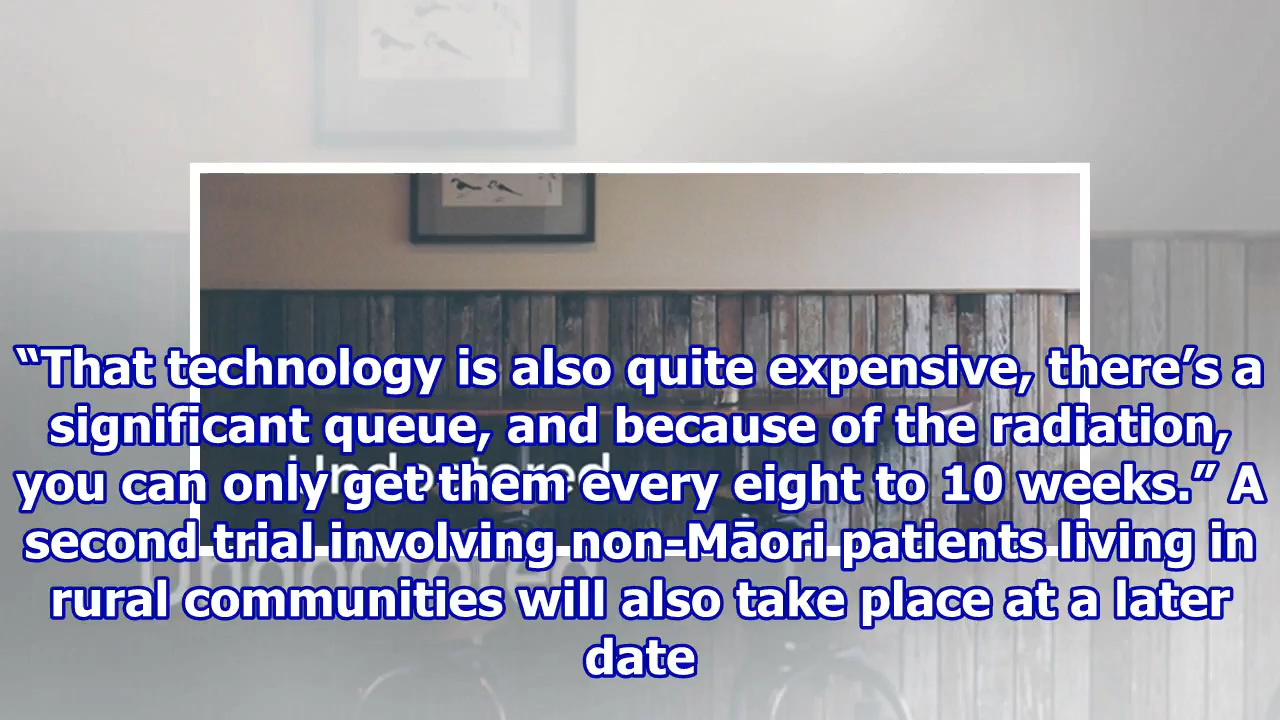 “That technology is also quite expensive, there’s a
significant queue, and because of the radiation,
you can only get them every eight to 10 weeks.” A
second trial involving non-Māori patients living in
rural communities will also take place at a later
date